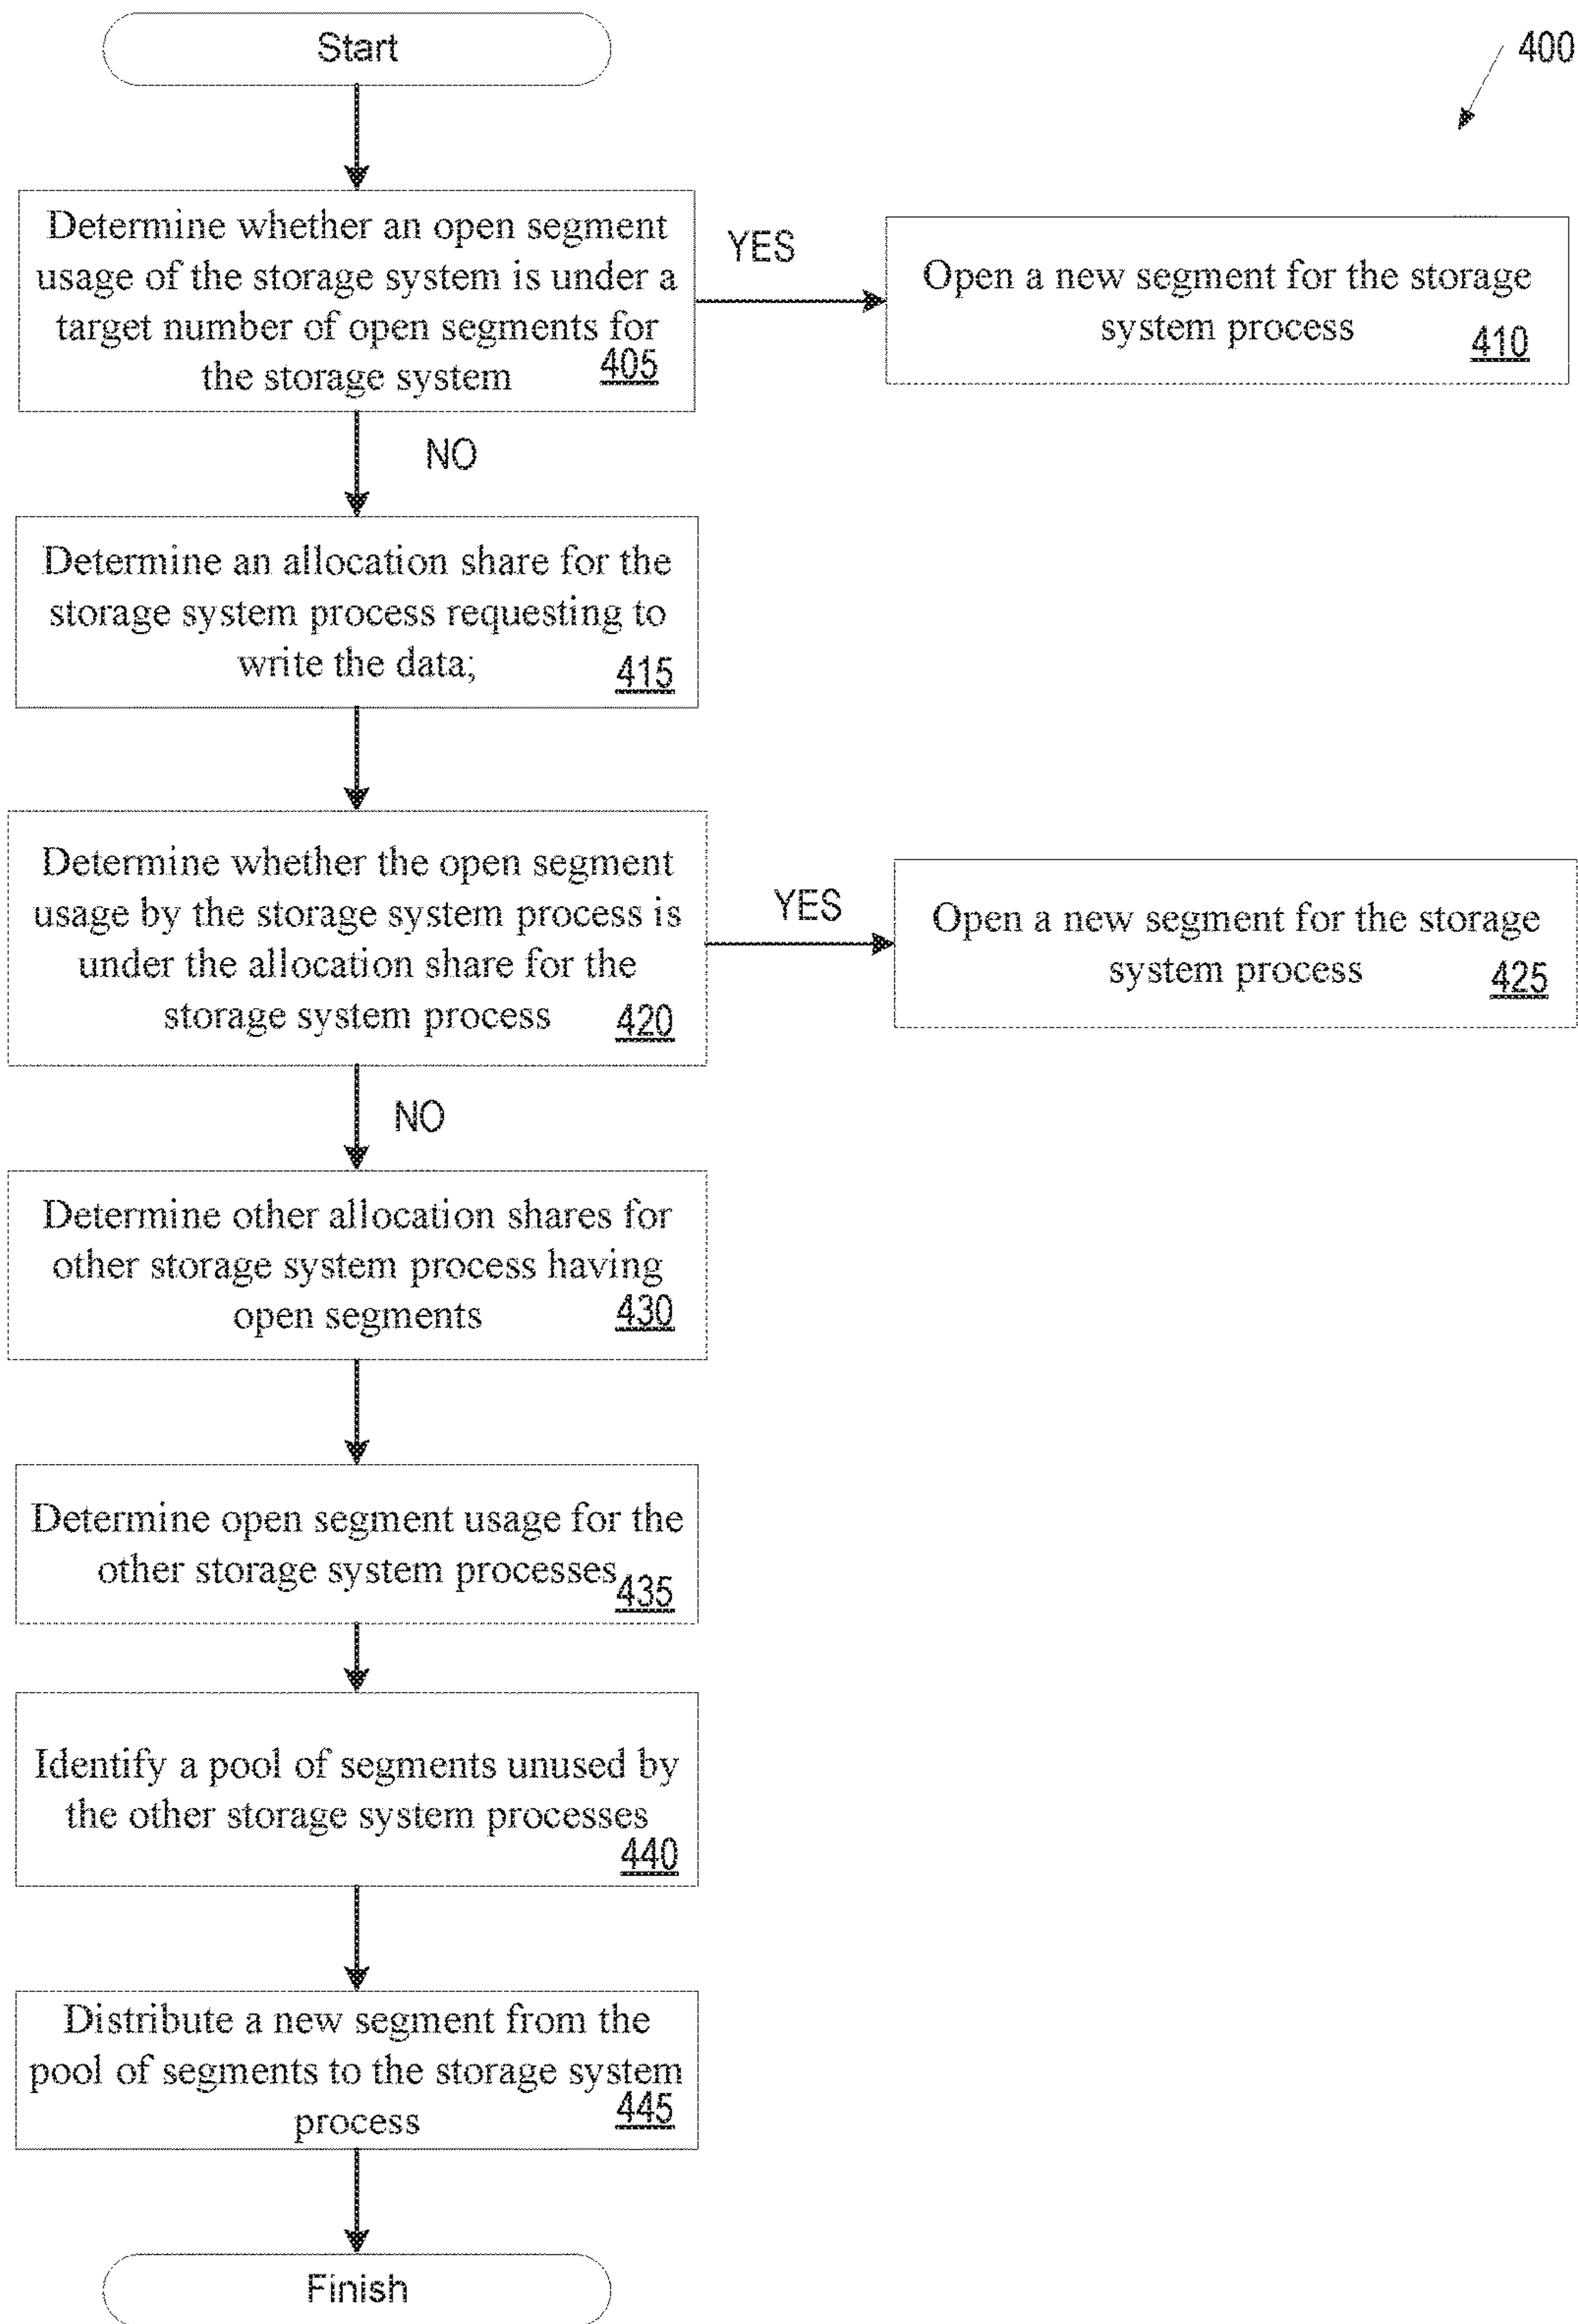 Start
400
Determine whether an open segment
usage of the storage system is under a
target number of open segments for
the storage system 405
YES
Open a new segment for the storage
system process 410
NO
Determine an allocation share for the
storage system process requesting to
write the data; 415
Determine whether the open segment
usage by the storage system process is
under the allocation share for the
storage system process 420
YES
Open a new segment for the storage
system process 425
NO
Determine other allocation shares for
other storage system process having
open segments 430
Determine open segment usage for the
other storage system processes 435
Identify a pool of segments unused by
the other storage system processes
440
Distribute a new segment from the
pool of segments to the storage system
process 445
Finish